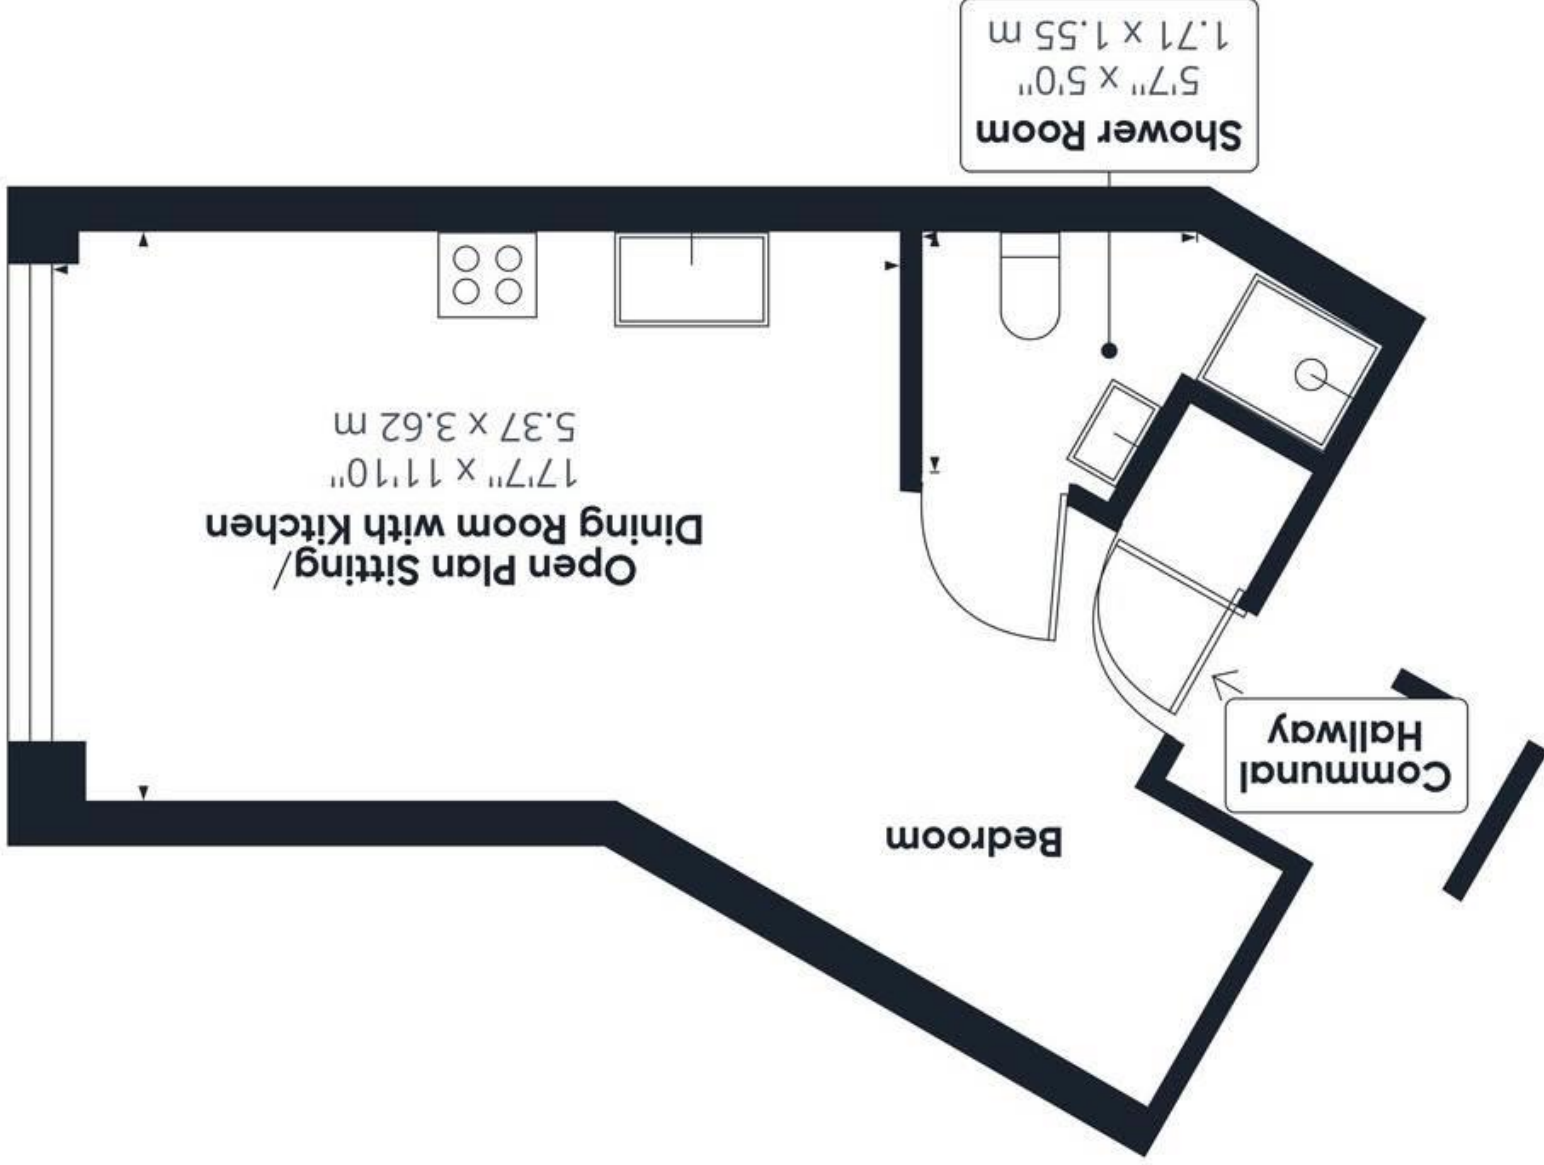 Bedroom
Communal
Hallway
Open Plan Sitting/
Dining Room with Kitchen
17'7" x 11'10"
5.37 x 3.62 m
Shower Room
5'7" x 5'0"
1.71 x 1.55 m